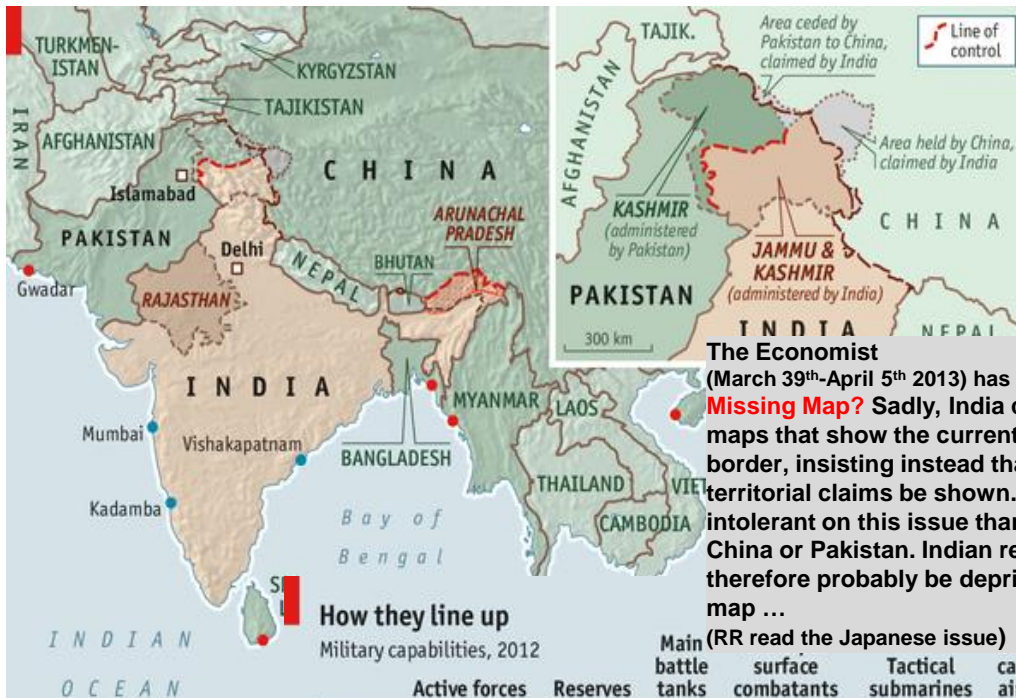 TURKMEN-
ISTAN
KYRGYZSTAN
TAJIKISTAN
IRAN
AFGHANISTAN
Islamabad
CHINA
PAKISTAN
Delhi
NEPAL
BHUTAN
ARUNACHAL
PRADESH
Gwadar
RAJASTHAN
INDIA
Mumbai
Vishakapatnam
Kadamba
BANGLADESH
MYANMAR
LAOS
THAILAND
VIET
CAMBODIA
Bay of
Bengal
INDIAN
OCEAN
TAJIK.
Area ceded by
Pakistan to China,
claimed by India
Line of
control
AFGHANISTAN
Area held by China,
claimed by India
KASHMIR
(administered
by Pakistan)
CHINA
JAMMU &
KASHMIR
(administered by India)
PAKISTAN
INDIA
NEPAL
300 km
The Economist
(March 39th-April 5th 2013) has
Missing Map? Sadly, India
maps that show the current
border, insisting instead
territorial claims be shown.
intolerant on this issue
China or Pakistan. Indian
therefore probably be
map …
(RR read the Japanese issue)
How they line up
Military capabilities, 2012
Active forces
Reserves
Main
battle
tanks
surface
combatants
Tactical
submarines